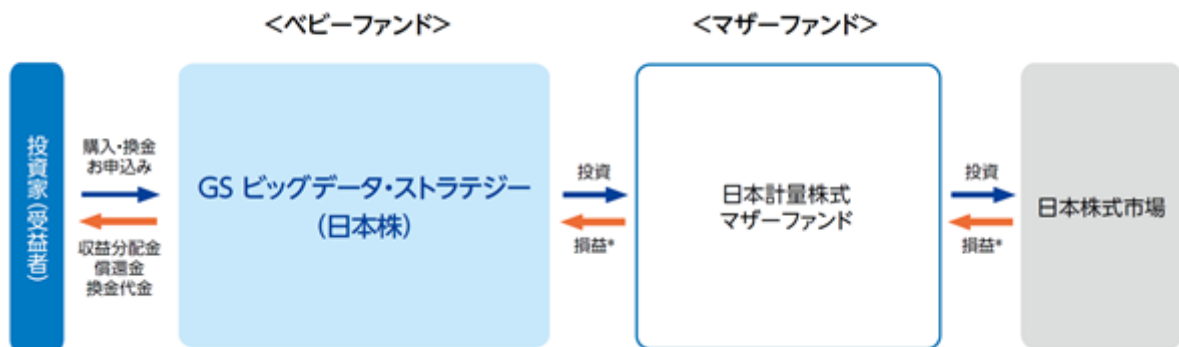 <ベビーファンド>
<マザーファンド>
投資家(受益者)
購入・換金
お申込み
収益分配金
償還金
換金代金
GS ビッグデータ・ストラテジー
(日本株)
投資
損益*
日本計量株式
マザーファンド
投資
損益*
日本株式市場